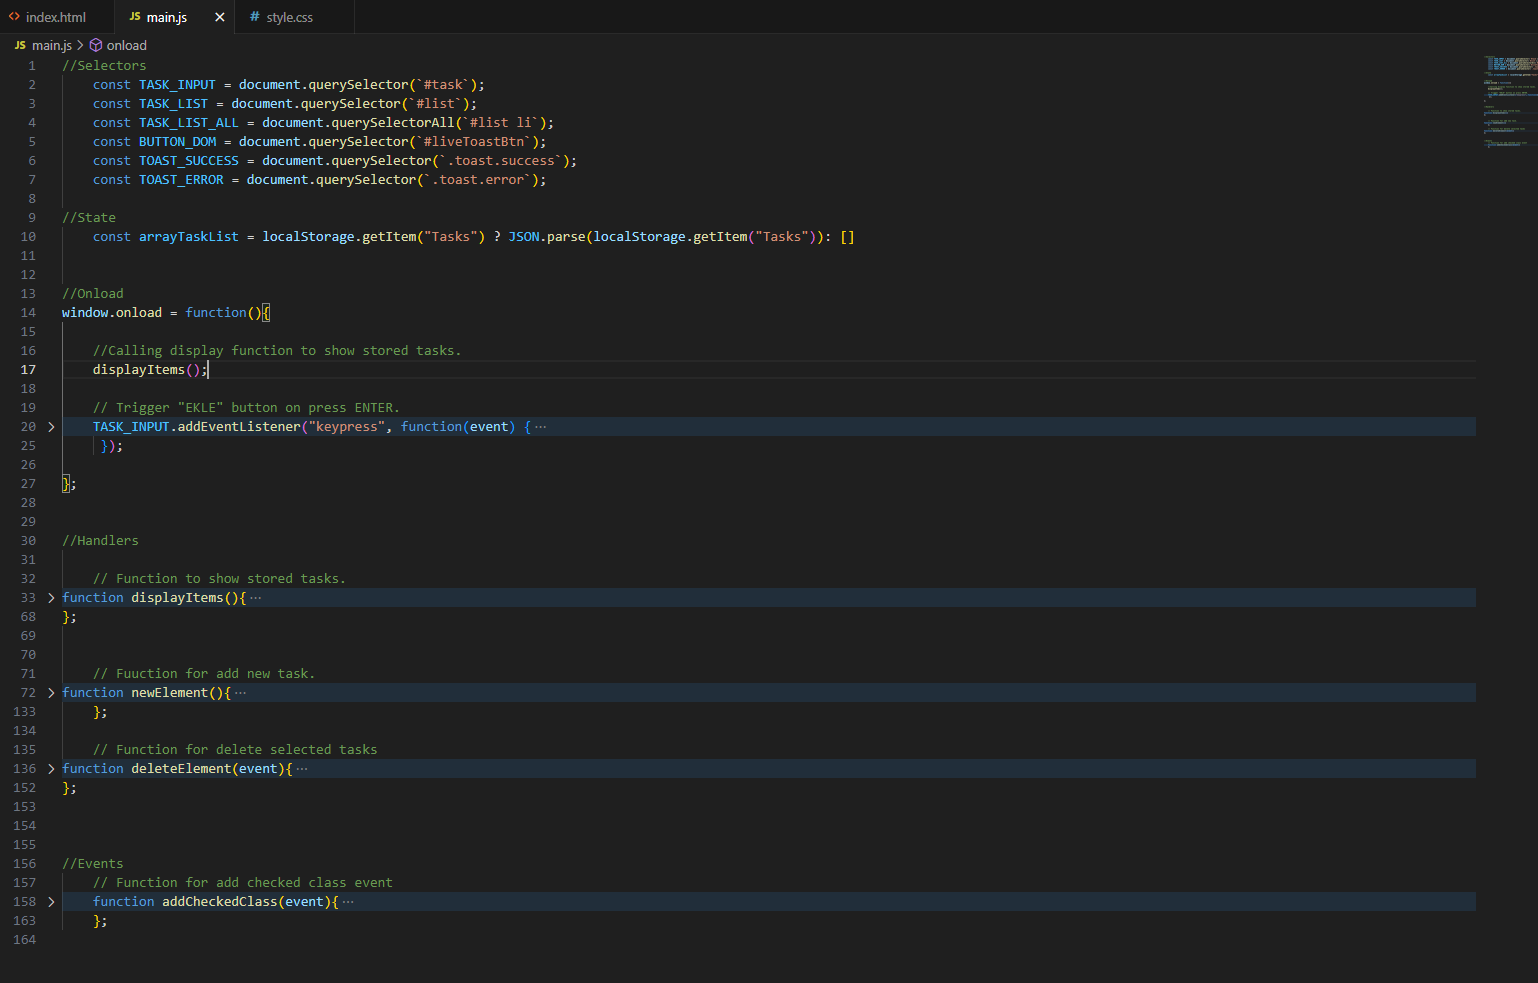 <> index.html JS main.js × # style.css
JS main.js > onload
1 //Selectors
2 const TASK_INPUT = document.querySelector(`#task`);
3 const TASK_LIST = document.querySelector(`#list`);
4 const TASK_LIST_ALL = document.querySelectorAll(`#list li`);
5 const BUTTON_DOM = document.querySelector(`#liveToastBtn`);
6 const TOAST_SUCCESS = document.querySelector(`.toast.success`);
7 const TOAST_ERROR = document.querySelector(`.toast.error`);
8
9 //State
10 const arrayTaskList = localStorage.getItem("Tasks") ? JSON.parse(localStorage.getItem("Tasks")): []
11
12
13 //Onload
14 window.onload = function(){
15
16 //Calling display function to show stored tasks.
17 displayItems();
18
19 // Trigger "EKLE" button on press ENTER.
20 > TASK_INPUT.addEventListener("keypress", function(event) { ···
25 });
26
27 };
28
29
30 //Handlers
31
32 // Function to show stored tasks.
33 > function displayItems(){ ···
68 };
69
70
71 // Fuuction for add new task.
72 > function newElement(){ ···
133 };
134
135 // Function for delete selected tasks
136 > function deleteElement(event){ ···
152 };
153
154
155
156 //Events
157 // Function for add checked class event
158 > function addCheckedClass(event){ ···
163 };
164